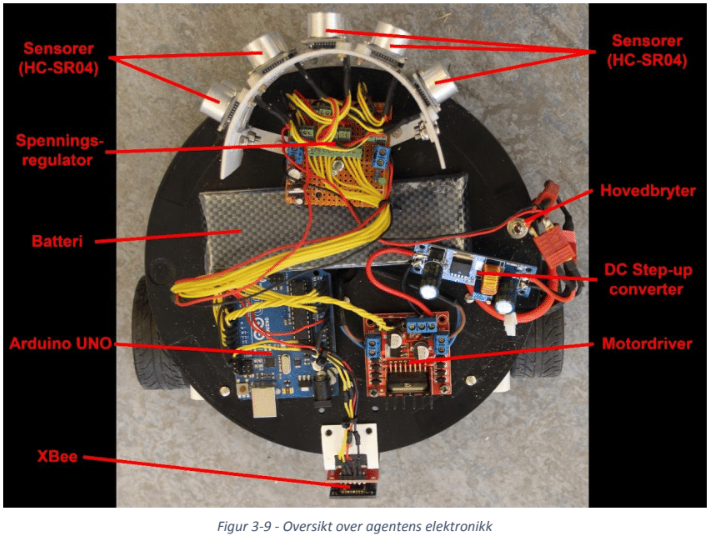 Sensorer
(HC-SR04)
Sensorer
(HC-SR04)
Spennings-
regulator
Hovedbryter
Batteri
DC Step-up
converter
Arduino UNO
Motordriver
XBee
Figur 3-9 - Oversikt over agentens elektronikk